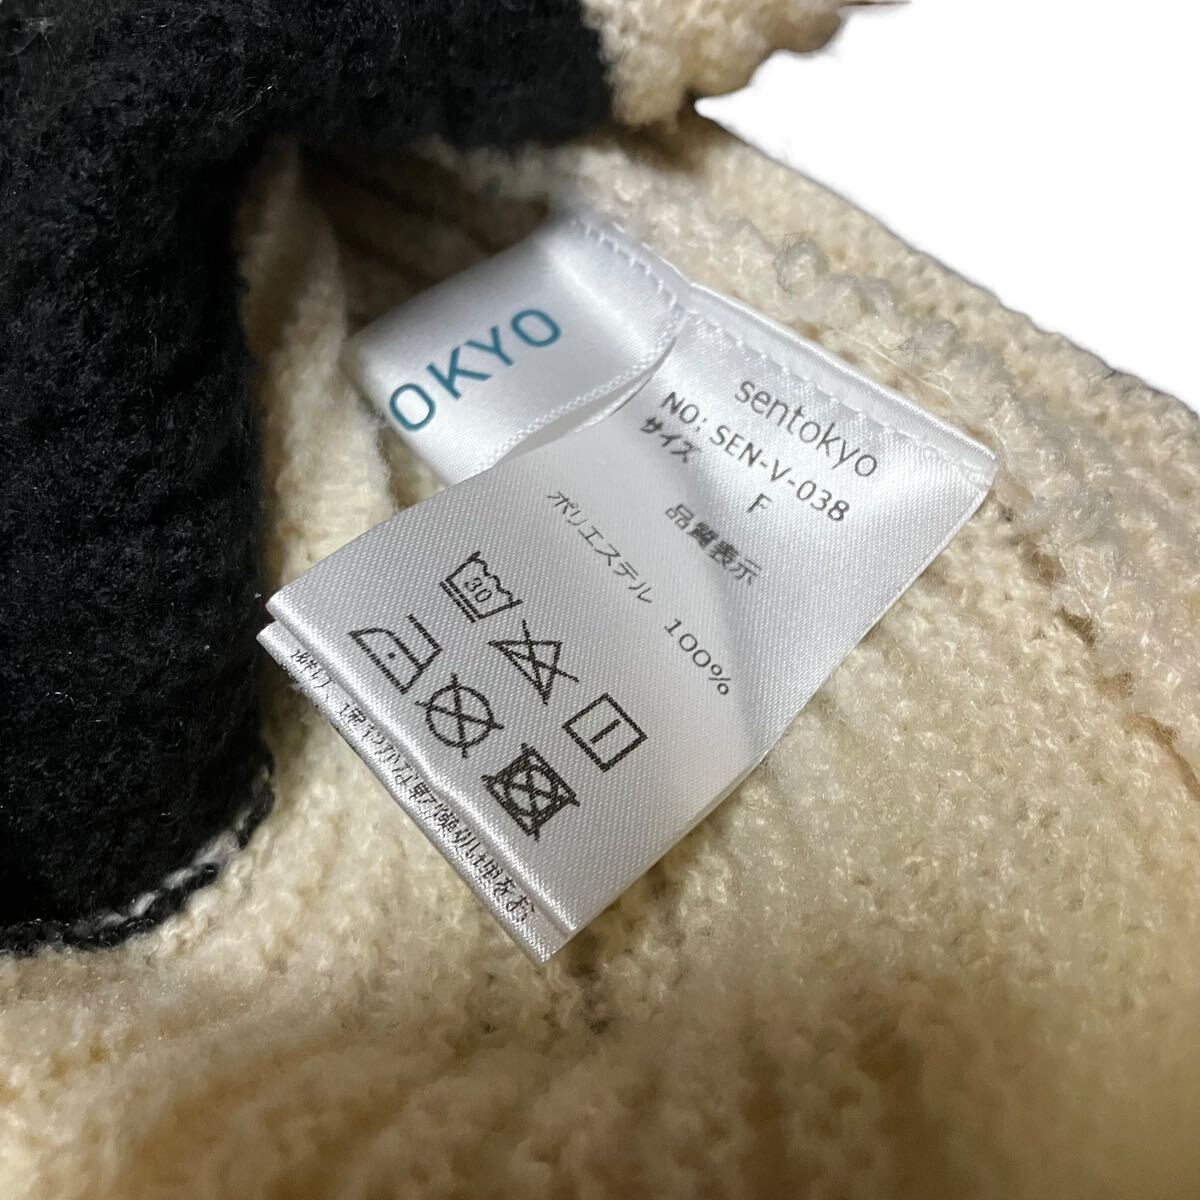 OKYO
sentokyo
NO: SEN-V-038
サイズ F
品質表示
ポリエステル 100%
30